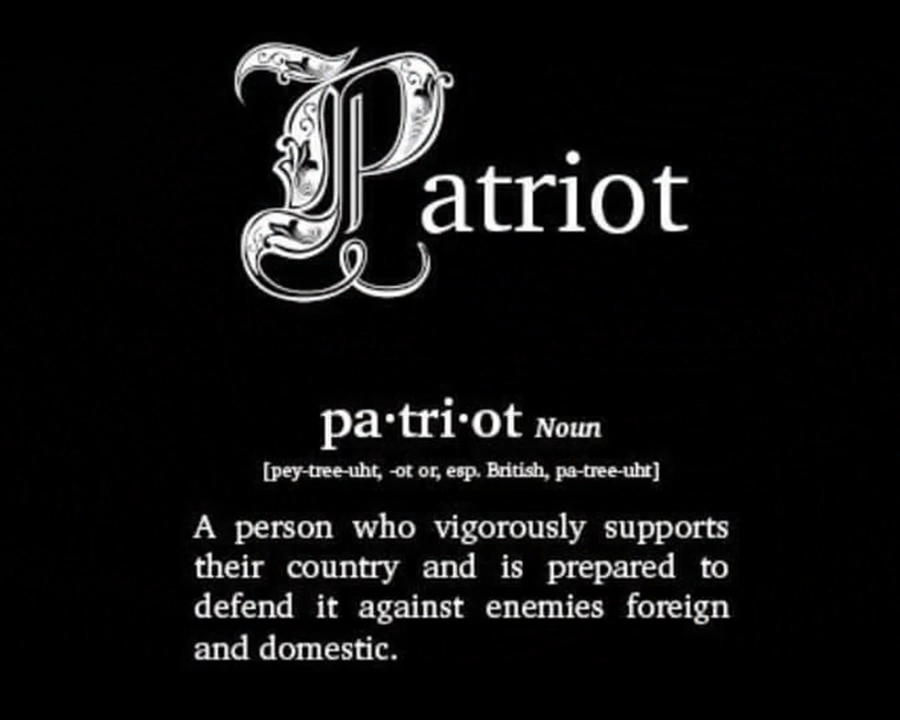 Patriot
pa·tri·ot Noun
[pey-tree-uht, -ot or, esp. British, pa-tree-uht]
A person who vigorously supports
their country and is prepared to
defend it against enemies foreign
and domestic.